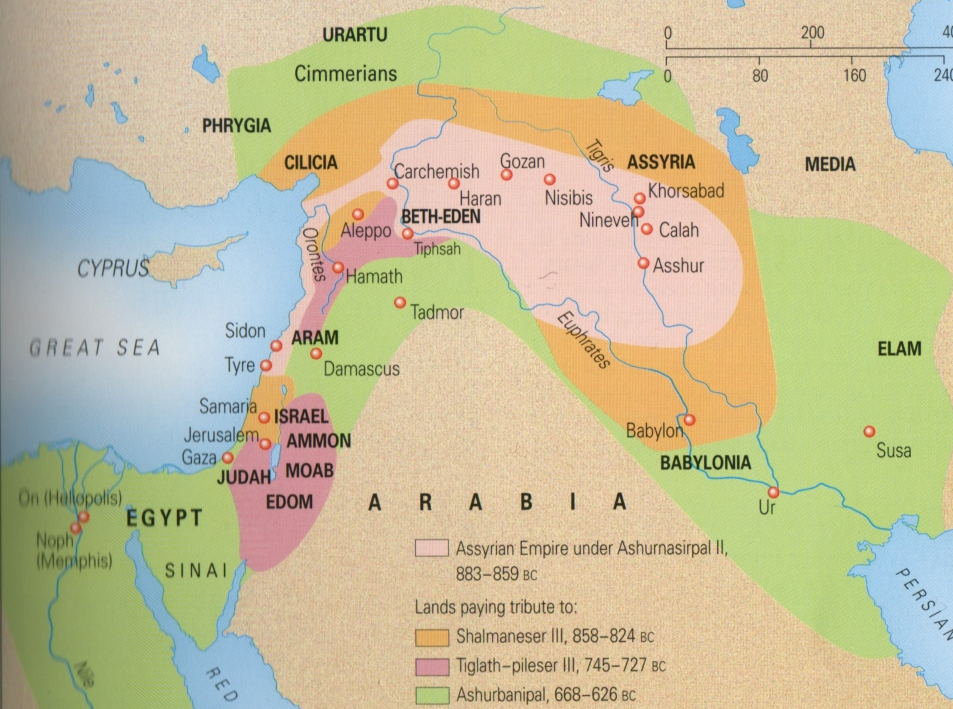 URARTU
Cimmerians
0 200
0 80 160 240
PHRYGIA
CILICIA
Carchemish
Gozan
Tigris
ASSYRIA
MEDIA
Haran
Nisibis
Khorsabad
Nineveh
Calah
BETH-EDEN
Aleppo
Tiphsah
Orontes
CYPRUS
Hamath
Asshur
Tadmor
Euphrates
Sidon
ARAM
GREAT SEA
Tyre
Damascus
ELAM
Samaria
ISRAEL
Jerusalem
AMMON
Babylon
Gaza
JUDAH
MOAB
BABYLONIA
Susa
On (Heliopolis)
EDOM
ARABIA
Ur
EGYPT
Noph
(Memphis)
SINAI
PERSIAN
Nile
RED
Assyrian Empire under Ashurnasirpal II,
883–859 BC
Lands paying tribute to:
Shalmaneser III, 858–824 BC
Tiglath–pileser III, 745–727 BC
Ashurbanipal, 668–626 BC